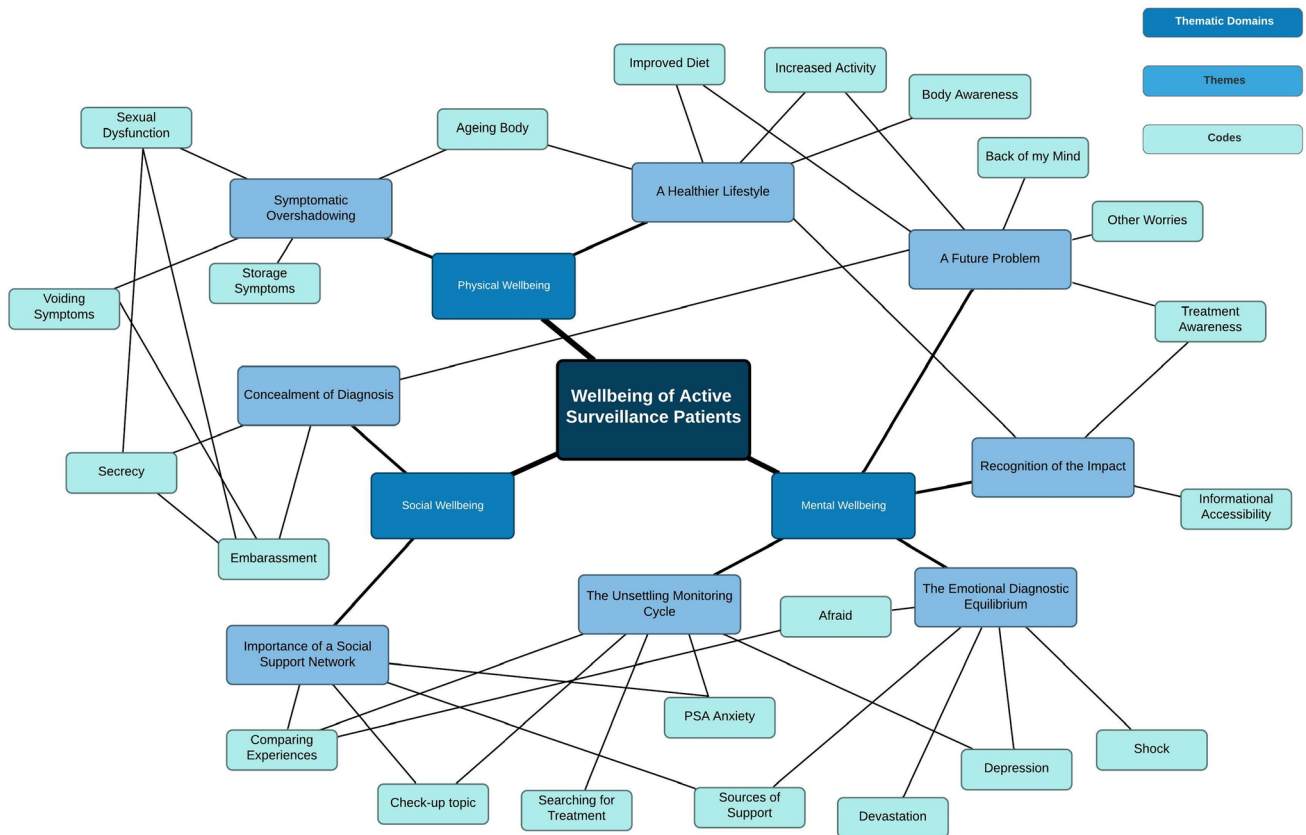 Thematic Domains
Themes
Codes
Improved Diet
Increased Activity
Body Awareness
Sexual
Dysfunction
Ageing Body
Back of my Mind
Symptomatic
Overshadowing
A Healthier Lifestyle
Other Worries
A Future Problem
Storage
Symptoms
Physical Wellbeing
Voiding
Symptoms
Treatment
Awareness
Concealment of Diagnosis
Wellbeing of Active
Surveillance Patients
Secrecy
Recognition of the Impact
Social Wellbeing
Mental Wellbeing
Informational
Accessibility
Embarassment
The Unsettling Monitoring
Cycle
Afraid
The Emotional Diagnostic
Equilibrium
Importance of a Social
Support Network
PSA Anxiety
Comparing
Experiences
Shock
Depression
Check-up topic
Searching for
Treatment
Sources of
Support
Devastation